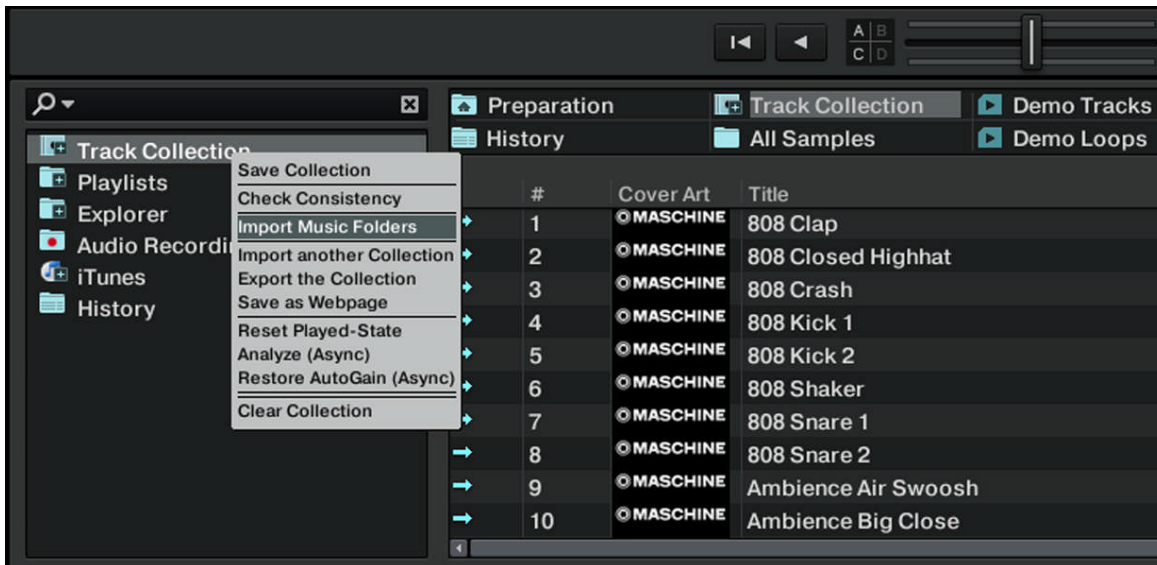 A B
C D
Preparation
Track Collection
Demo Tracks
History
All Samples
Demo Loops
Track Collection
Playlists
Explorer
Audio Recordi
iTunes
History
Save Collection
Check Consistency
Import Music Folders
Import another Collection
Export the Collection
Save as Webpage
Reset Played-State
Analyze (Async)
Restore AutoGain (Async)
Clear Collection
# Cover Art Title
1 MASCHINE 808 Clap
2 MASCHINE 808 Closed Highhat
3 MASCHINE 808 Crash
4 MASCHINE 808 Kick 1
5 MASCHINE 808 Kick 2
6 MASCHINE 808 Shaker
7 MASCHINE 808 Snare 1
8 MASCHINE 808 Snare 2
9 MASCHINE Ambience Air Swoosh
10 MASCHINE Ambience Big Close